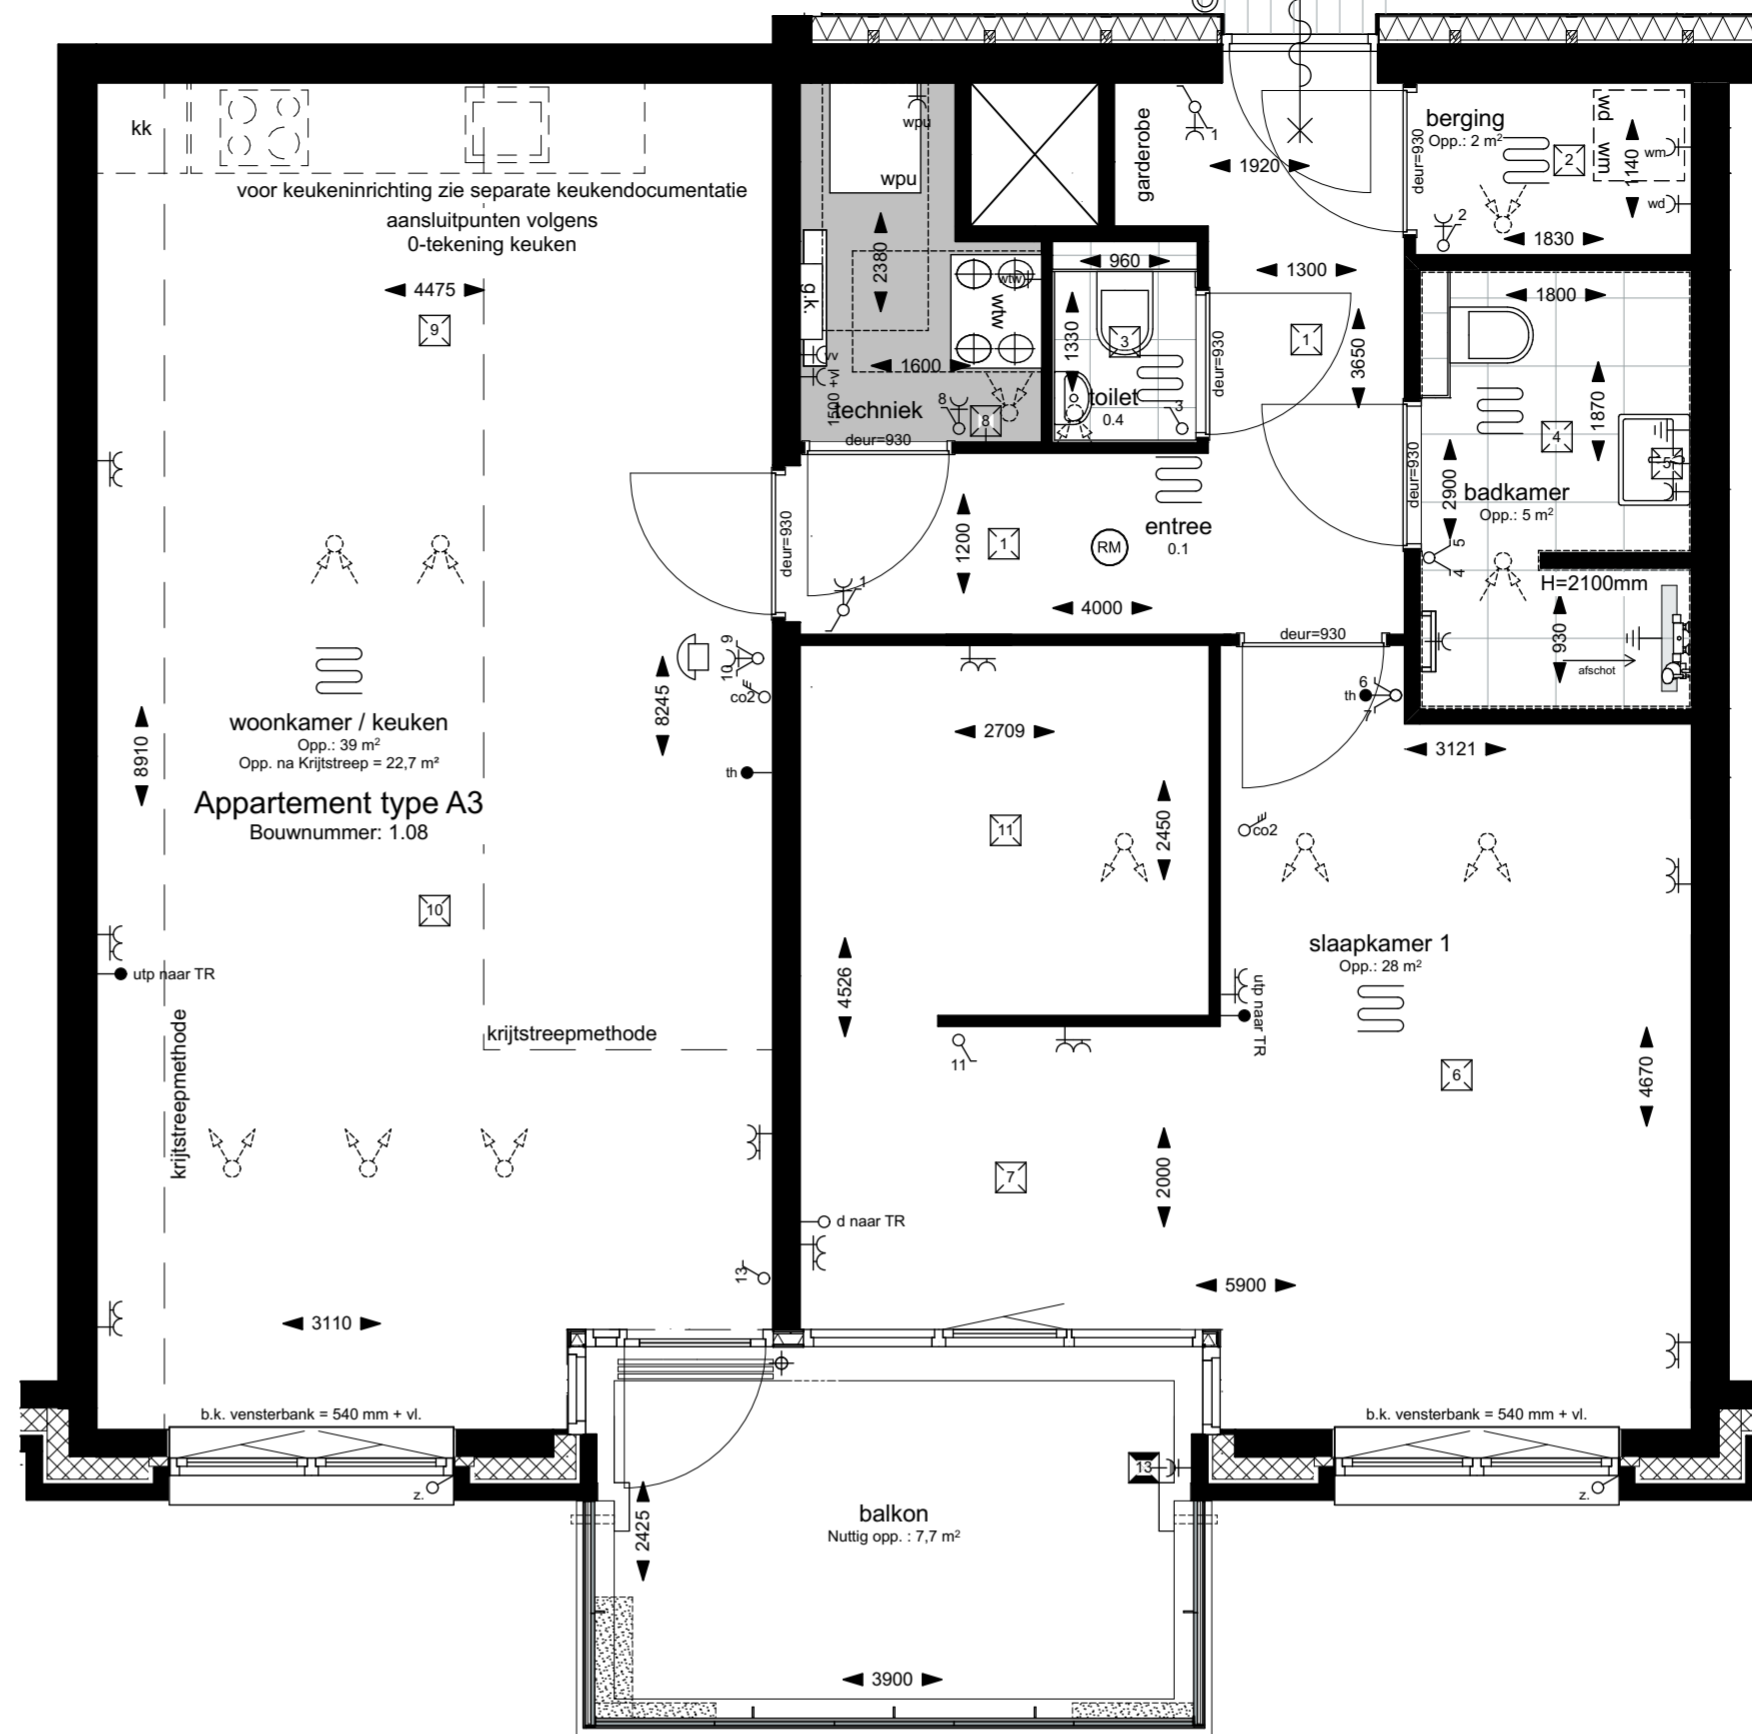 kk
voor keukeninrichting zie separate keukendocumentatie
aansluitpunten volgens
0-tekening keuken
4475
9
wpu
wpu
2380
g.k.
wtw
wtw
vv
1500 +vl
1600
techniek
8
8
deur=930
garderobe
1
1920
960
1330
3
toilet
0.4
3
deur=930
1300
1
3650
deur=930
berging
Opp.: 2 m²
2
wd
wm
1140
wm
wd
2
1830
1800
1870
4
5
2900
deur=930
badkamer
Opp.: 5 m²
5
4
H=2100mm
930
afschot
deur=930
1200
1
RM
entree
0.1
1
4000
deur=930
9
10
co2
8245
th
woonkamer / keuken
Opp.: 39 m²
Opp. na Krijtstreep = 22,7 m²
8910
Appartement type A3
Bouwnummer: 1.08
10
utp naar TR
krijtstreepmethode
krijtstreepmethode
13
3110
b.k. vensterbank = 540 mm + vl.
z.
2709
11
2450
4526
11
th
6
7
3121
co2
slaapkamer 1
Opp.: 28 m²
utp naar TR
6
4670
7
2000
d naar TR
5900
b.k. vensterbank = 540 mm + vl.
z.
13
balkon
Nuttig opp. : 7,7 m²
2425
3900